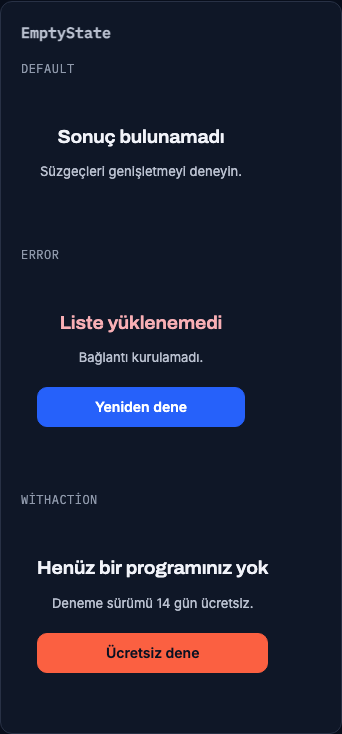 EmptyState
DEFAULT
Sonuç bulunamadı
Süzgeçleri genişletmeyi deneyin.
ERROR
Liste yüklenemedi
Bağlantı kurulamadı.
Yeniden dene
WİTHACTİON
Henüz bir programınız yok
Deneme sürümü 14 gün ücretsiz.
Ücretsiz dene